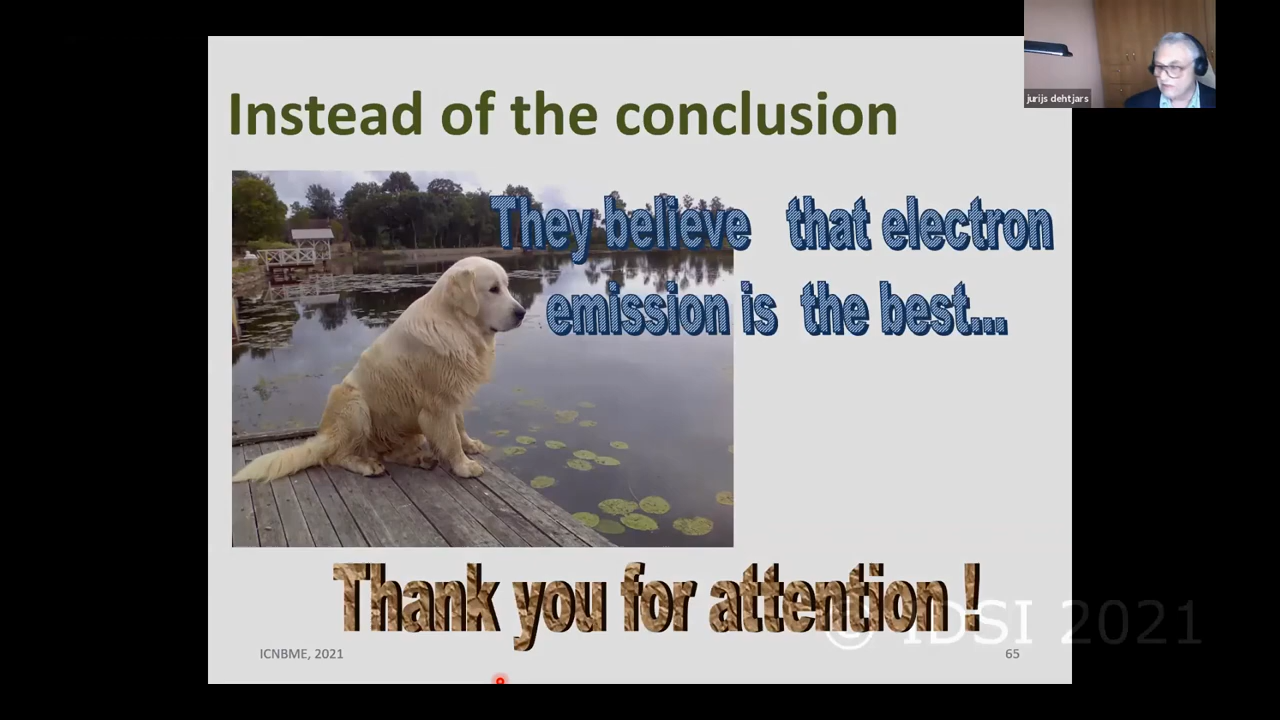 jurijs dehtjars
Instead of the conclusion
They believe that electron
emission is the best...
Thank you for attention !
© IDSI 2021
ICNBME, 2021
65